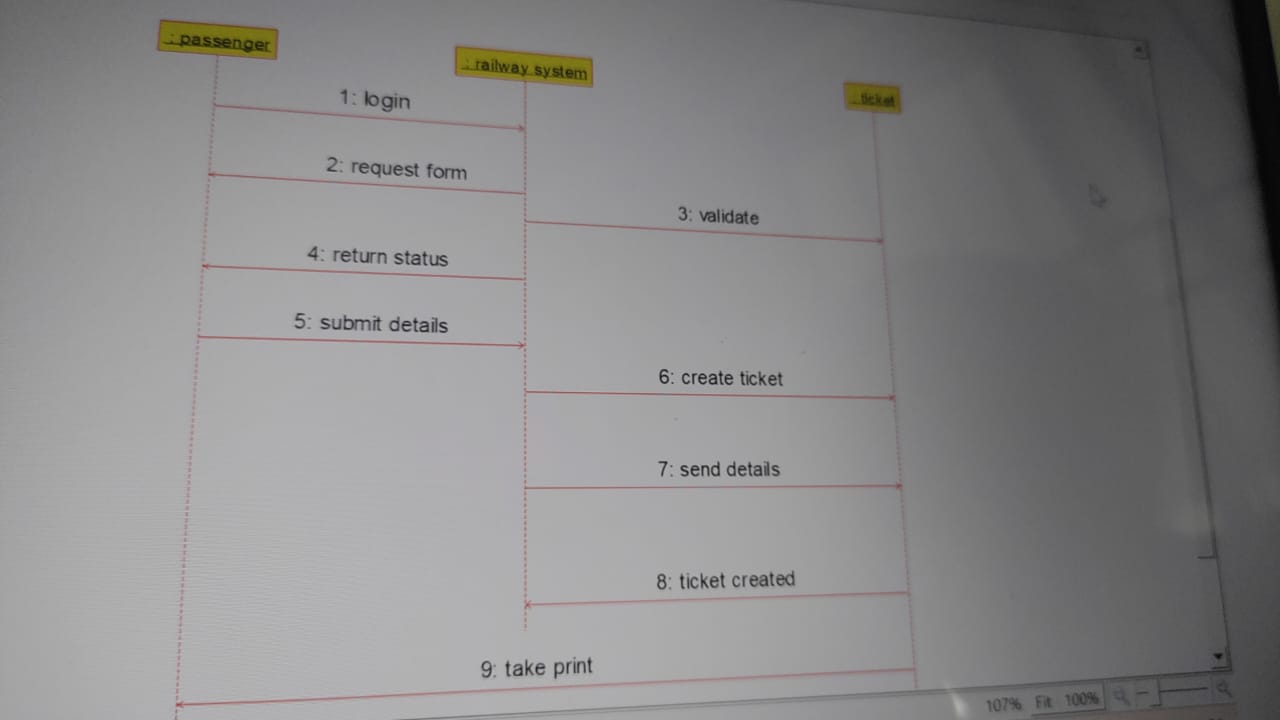 : passenger
: railway system
: ticket
1: login
2: request form
3: validate
4: return status
5: submit details
6: create ticket
7: send details
8: ticket created
9: take print
107% Fit 100%